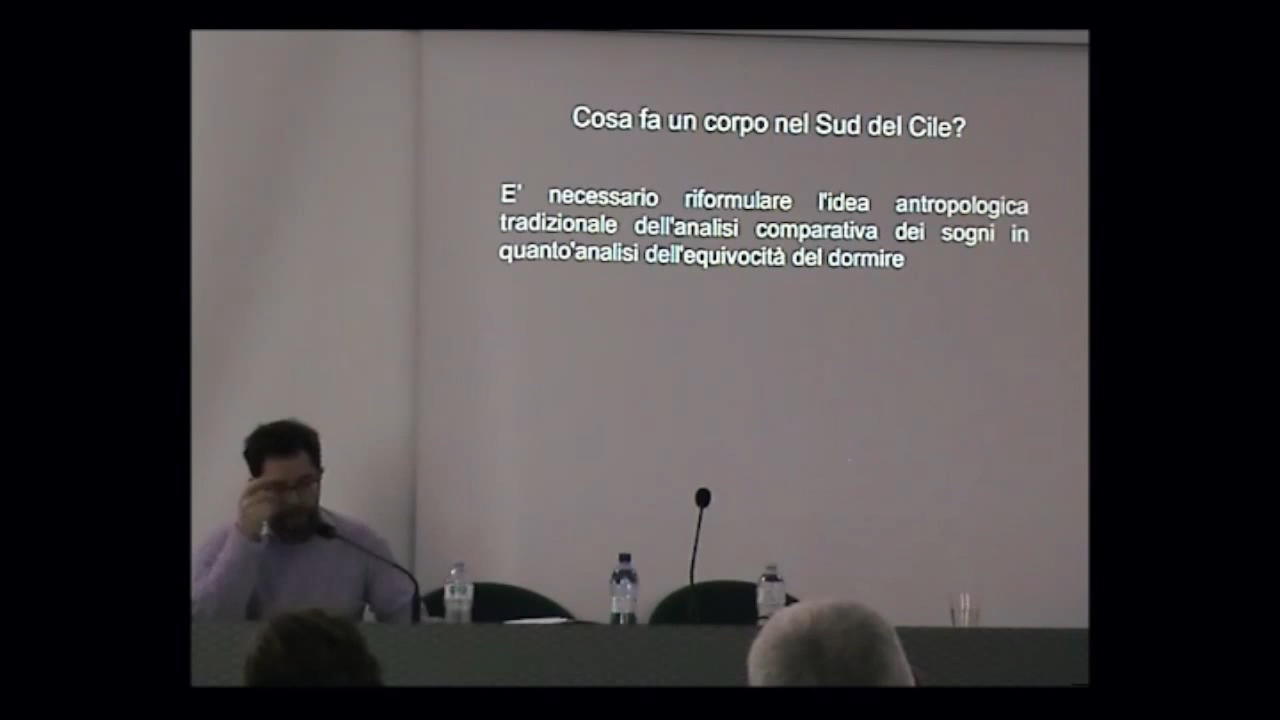 Cosa fa un corpo nel Sud del Cile?
E' necessario riformulare l'idea antropologica
tradizionale dell'analisi comparativa dei sogni in
quanto'analisi dell'equivocità del dormire